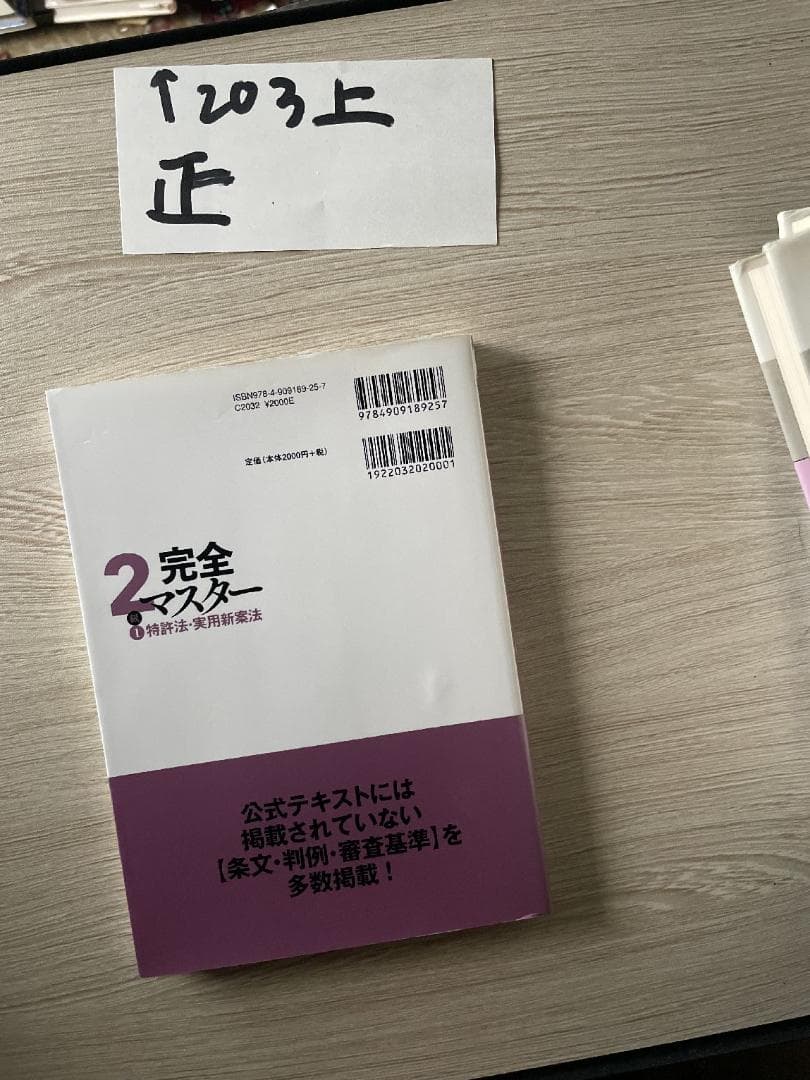 ↑203上
正
ISBN978-4-909189-25-7
C2032 ¥2000E
9784909189257
定価(本体2000円+税)
1922032020001
2級
完全
マスター
❶特許法・実用新案法
公式テキストには
掲載されていない
【条文・判例・審査基準】を
多数掲載!